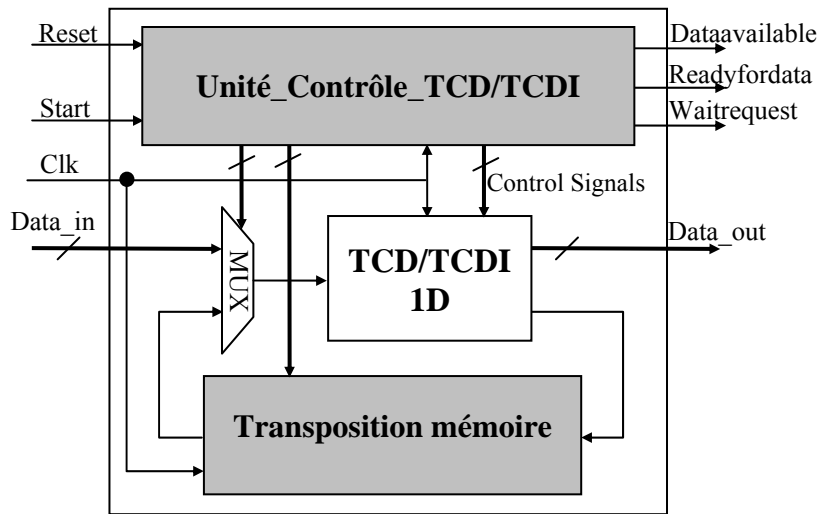 Reset
Dataavailable
Unité_Contrôle_TCD/TCDI
Readyfordata
Start
Waitrequest
Clk
Control Signals
Data_in
Data_out
MUX
TCD/TCDI
1D
Transposition mémoire